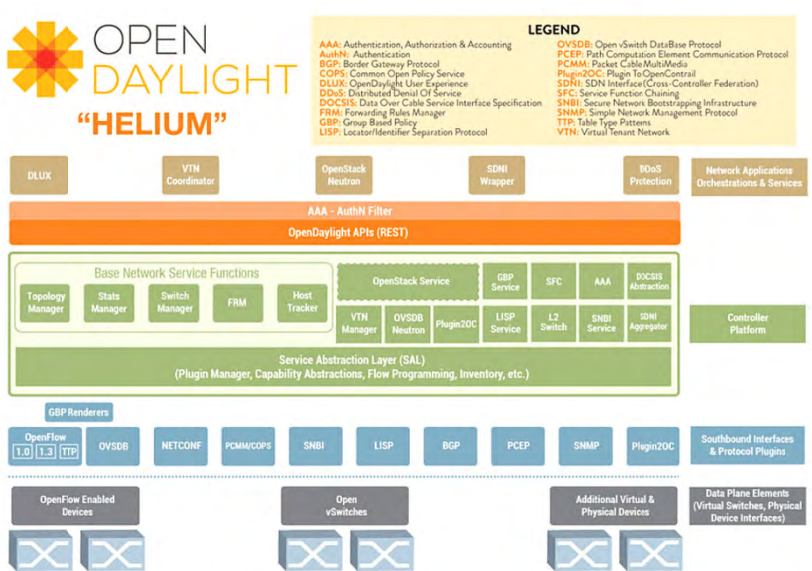 OPEN
DAYLIGHT
"HELIUM"
LEGEND
AAA: Authentication, Authorization & Accounting
AuthN: Authentication
BGP: Border Gateway Protocol
COPS: Common Open Policy Service
DLUX: OpenDaylight User Experience
DDoS: Distributed Denial Of Service
DOCSIS: Data Over Cable Service Interface Specification
FRM: Forwarding Rules Manager
GBP: Group Based Policy
LISP: Locator/Identifier Separation Protocol
OVSDB: Open vSwitch DataBase Protocol
PCEP: Path Computation Element Communication Protocol
PCMM: Packet Cable MultiMedia
Plugin2OC: Plugin To OpenContrail
SDNI: SDN Interface (Cross-Controller Federation)
SFC: Service Function Chaining
SNBI: Secure Network Bootstrapping Infrastructure
SNMP: Simple Network Management Protocol
TTP: Table Type Patterns
VTN: Virtual Tenant Network
DLUX
VTN
Coordinator
OpenStack
Neutron
SDNI
Wrapper
DDoS
Protection
Network Applications
Orchestrations & Services
AAA - AuthN Filter
OpenDaylight APIs (REST)
Base Network Service Functions
Topology
Manager
Stats
Manager
Switch
Manager
FRM
Host
Tracker
OpenStack Service
GBP
Service
SFC
AAA
DOCSIS
Abstraction
VTN
Manager
OVSDB
Neutron
Plugin2OC
LISP
Service
L2
Switch
SNBI
Service
SDNI
Aggregator
Controller
Platform
Service Abstraction Layer (SAL)
(Plugin Manager, Capability Abstractions, Flow Programming, Inventory, etc.)
GBP Renderers
OpenFlow
1.0 1.3 TTP
OVSDB
NETCONF
PCMM/COPS
SNBI
LISP
BGP
PCEP
SNMP
Plugin2OC
Southbound Interfaces
& Protocol Plugins
OpenFlow Enabled
Devices
Open
vSwitches
Additional Virtual &
Physical Devices
Data Plane Elements
(Virtual Switches, Physical
Device Interfaces)